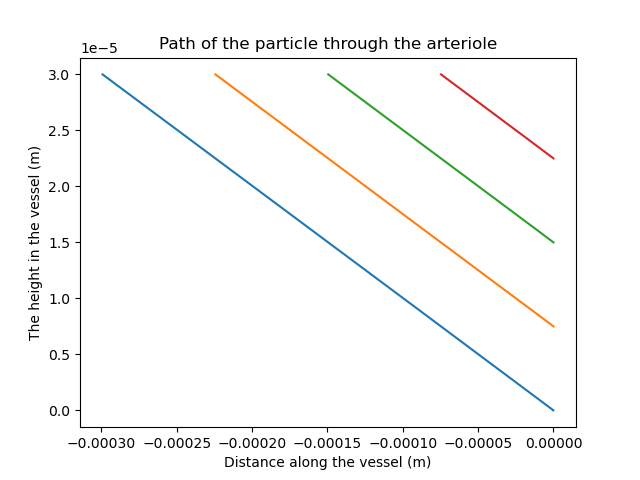 Path of the particle through the arteriole
1e−5
3.0
2.5
2.0
1.5
1.0
0.5
0.0
The height in the vessel (m)
−0.00030 −0.00025 −0.00020 −0.00015 −0.00010 −0.00005 0.00000
Distance along the vessel (m)